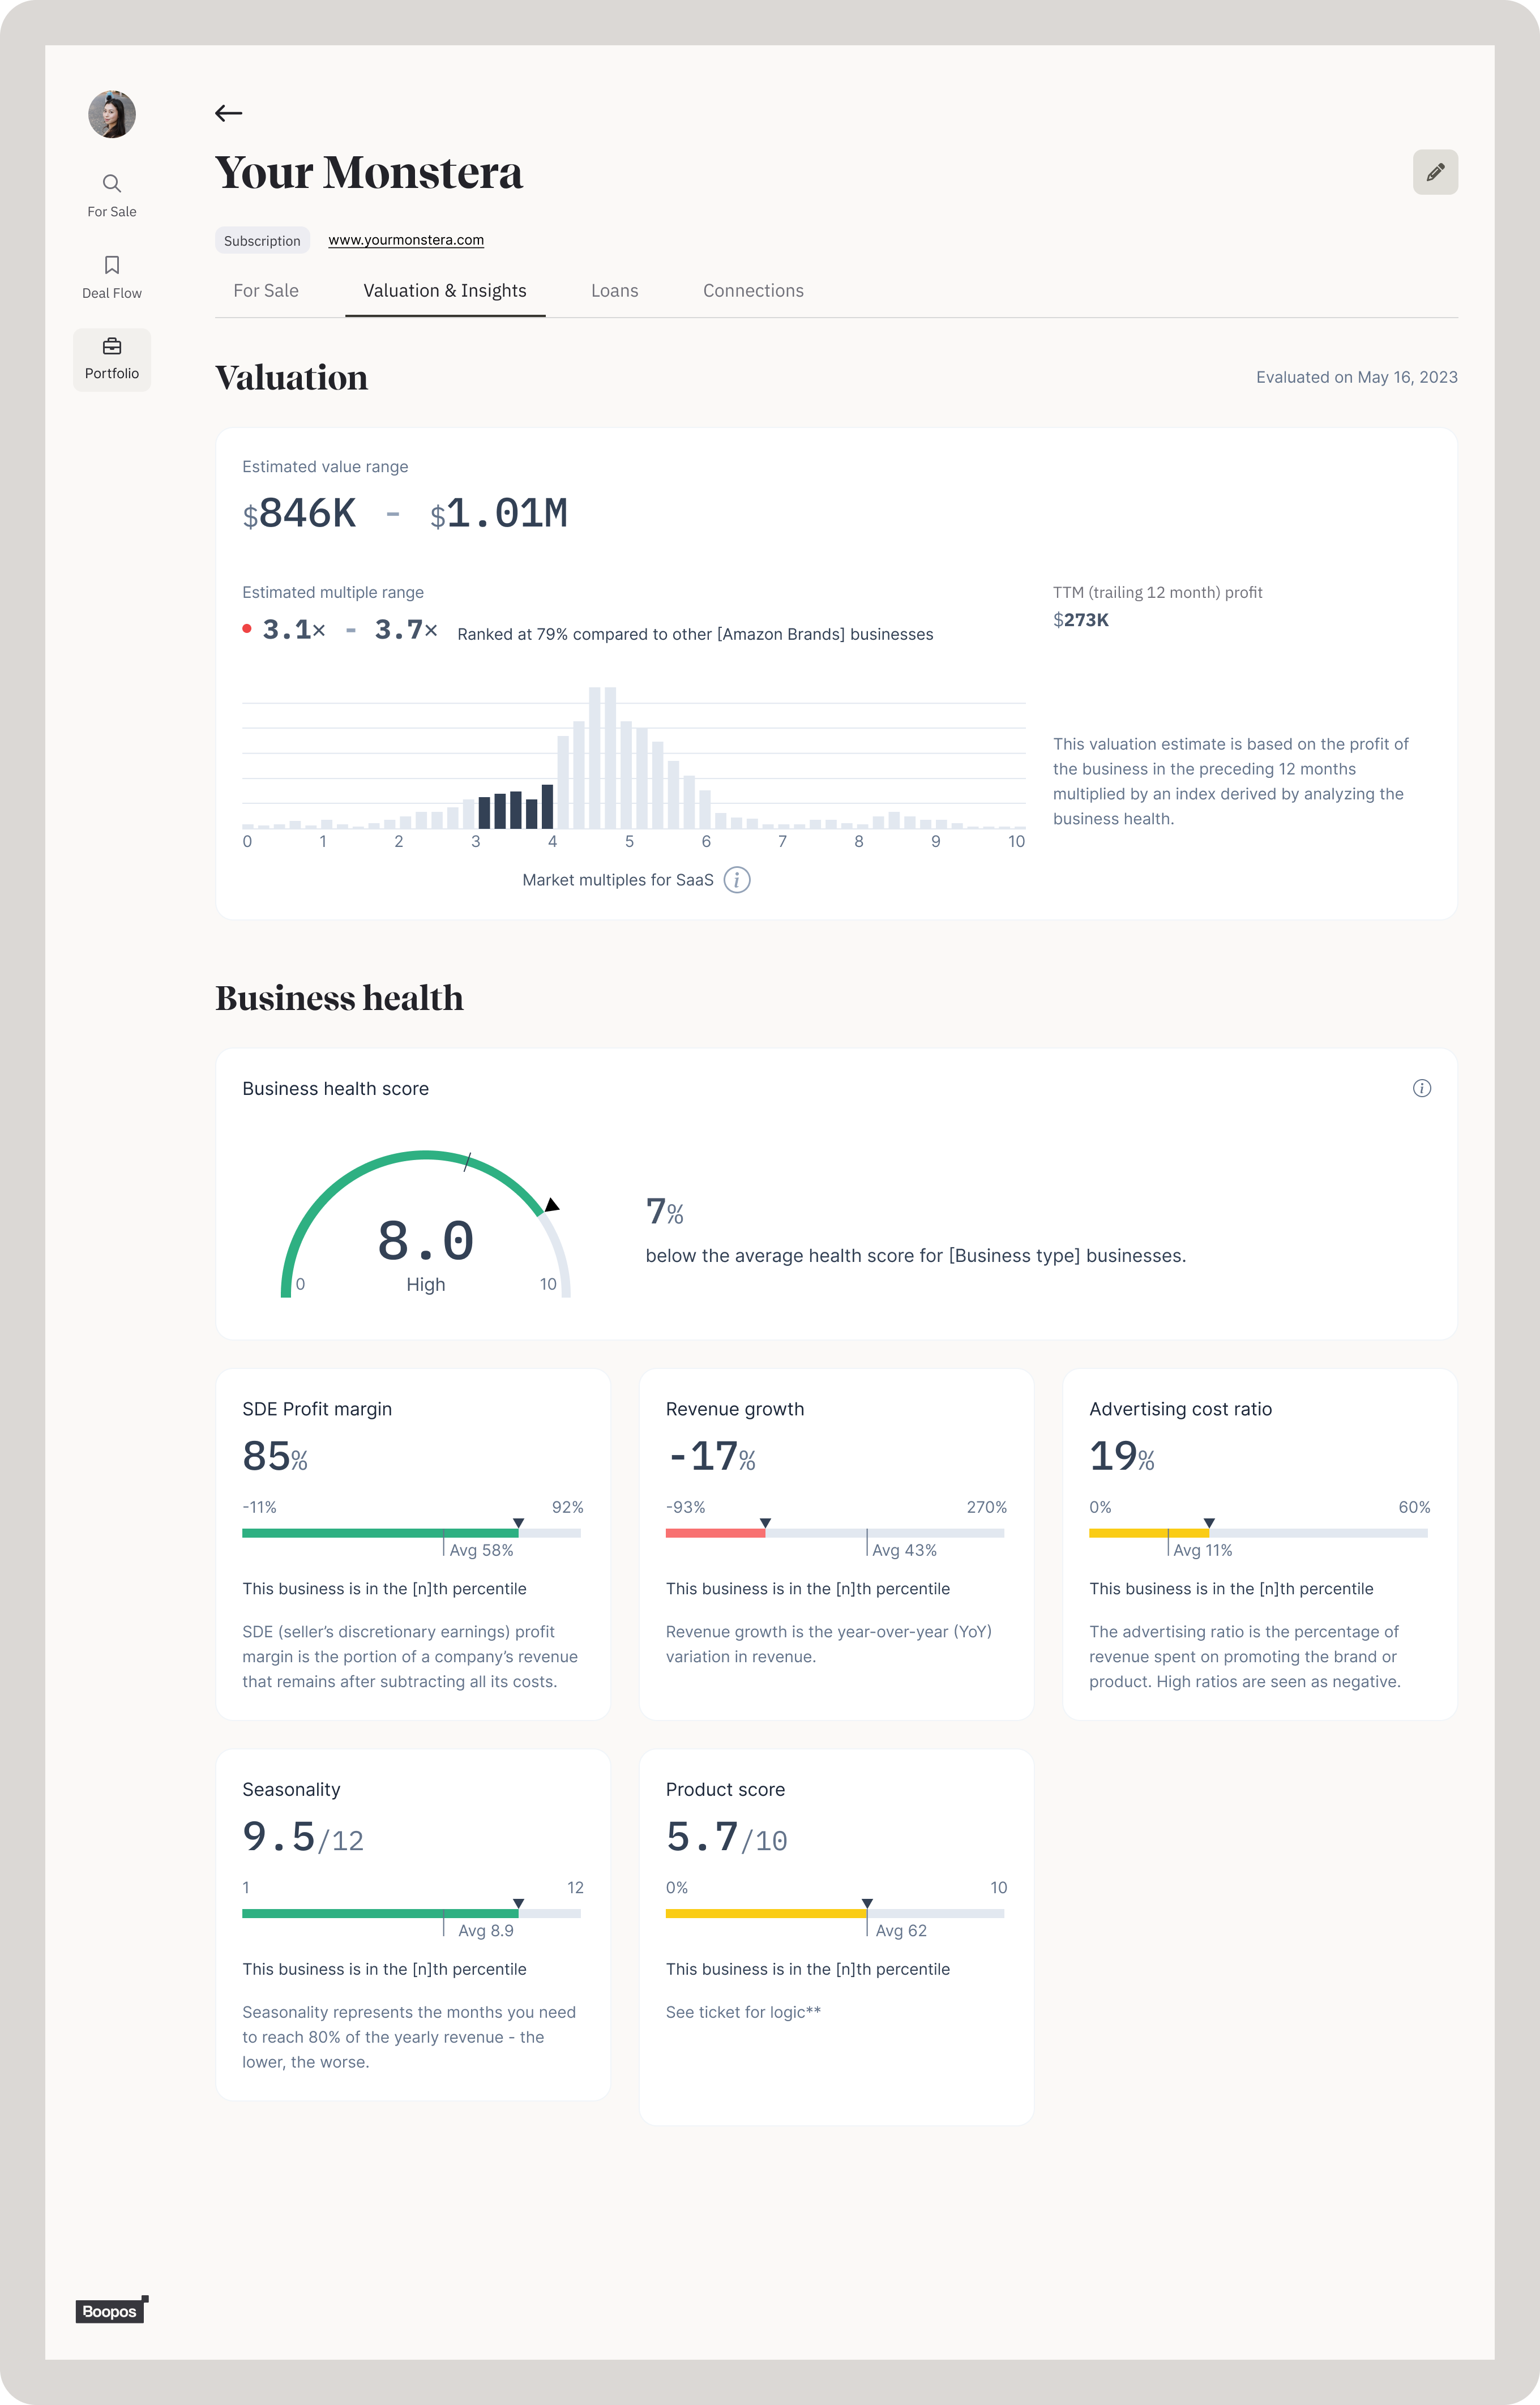 For Sale
Deal Flow
Portfolio
Your Monstera
Subscription
www.yourmonstera.com
For Sale
Valuation & Insights
Loans
Connections
Valuation
Evaluated on May 16, 2023
Estimated value range
$846K - $1.01M
Estimated multiple range
3.1× - 3.7×
Ranked at 79% compared to other [Amazon Brands] businesses
TTM (trailing 12 month) profit
$273K
0 1 2 3 4 5 6 7 8 9 10
Market multiples for SaaS
i
This valuation estimate is based on the profit of
the business in the preceding 12 months
multiplied by an index derived by analyzing the
business health.
Business health
Business health score
i
8.0
High
0
10
7%
below the average health score for [Business type] businesses.
SDE Profit margin
85%
-11%
92%
Avg 58%
This business is in the [n]th percentile
SDE (seller’s discretionary earnings) profit
margin is the portion of a company’s revenue
that remains after subtracting all its costs.
Revenue growth
-17%
-93%
270%
Avg 43%
This business is in the [n]th percentile
Revenue growth is the year-over-year (YoY)
variation in revenue.
Advertising cost ratio
19%
0%
60%
Avg 11%
This business is in the [n]th percentile
The advertising ratio is the percentage of
revenue spent on promoting the brand or
product. High ratios are seen as negative.
Seasonality
9.5/12
1
12
Avg 8.9
This business is in the [n]th percentile
Seasonality represents the months you need
to reach 80% of the yearly revenue - the
lower, the worse.
Product score
5.7/10
0%
10
Avg 62
This business is in the [n]th percentile
See ticket for logic**
Boopos